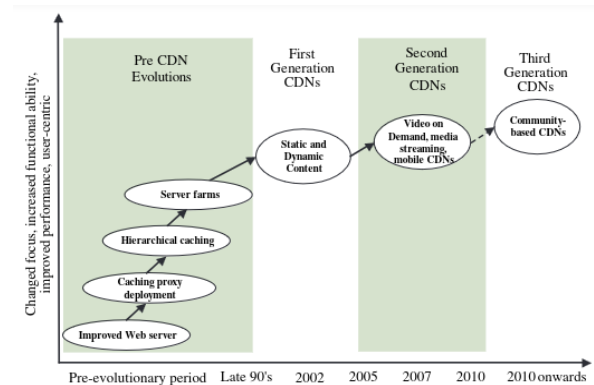 Pre CDN
Evolutions
First
Generation
CDNs
Second
Generation
CDNs
Third
Generation
CDNs
Community-
based CDNs
Video on
Demand, media
streaming,
mobile CDNs
Static and
Dynamic
Content
Server farms
Hierarchical caching
Caching proxy
deployment
Improved Web server
Changed focus, increased functional ability,
improved performance, user-centric
Pre-evolutionary period
Late 90's
2002
2005
2007
2010
2010 onwards